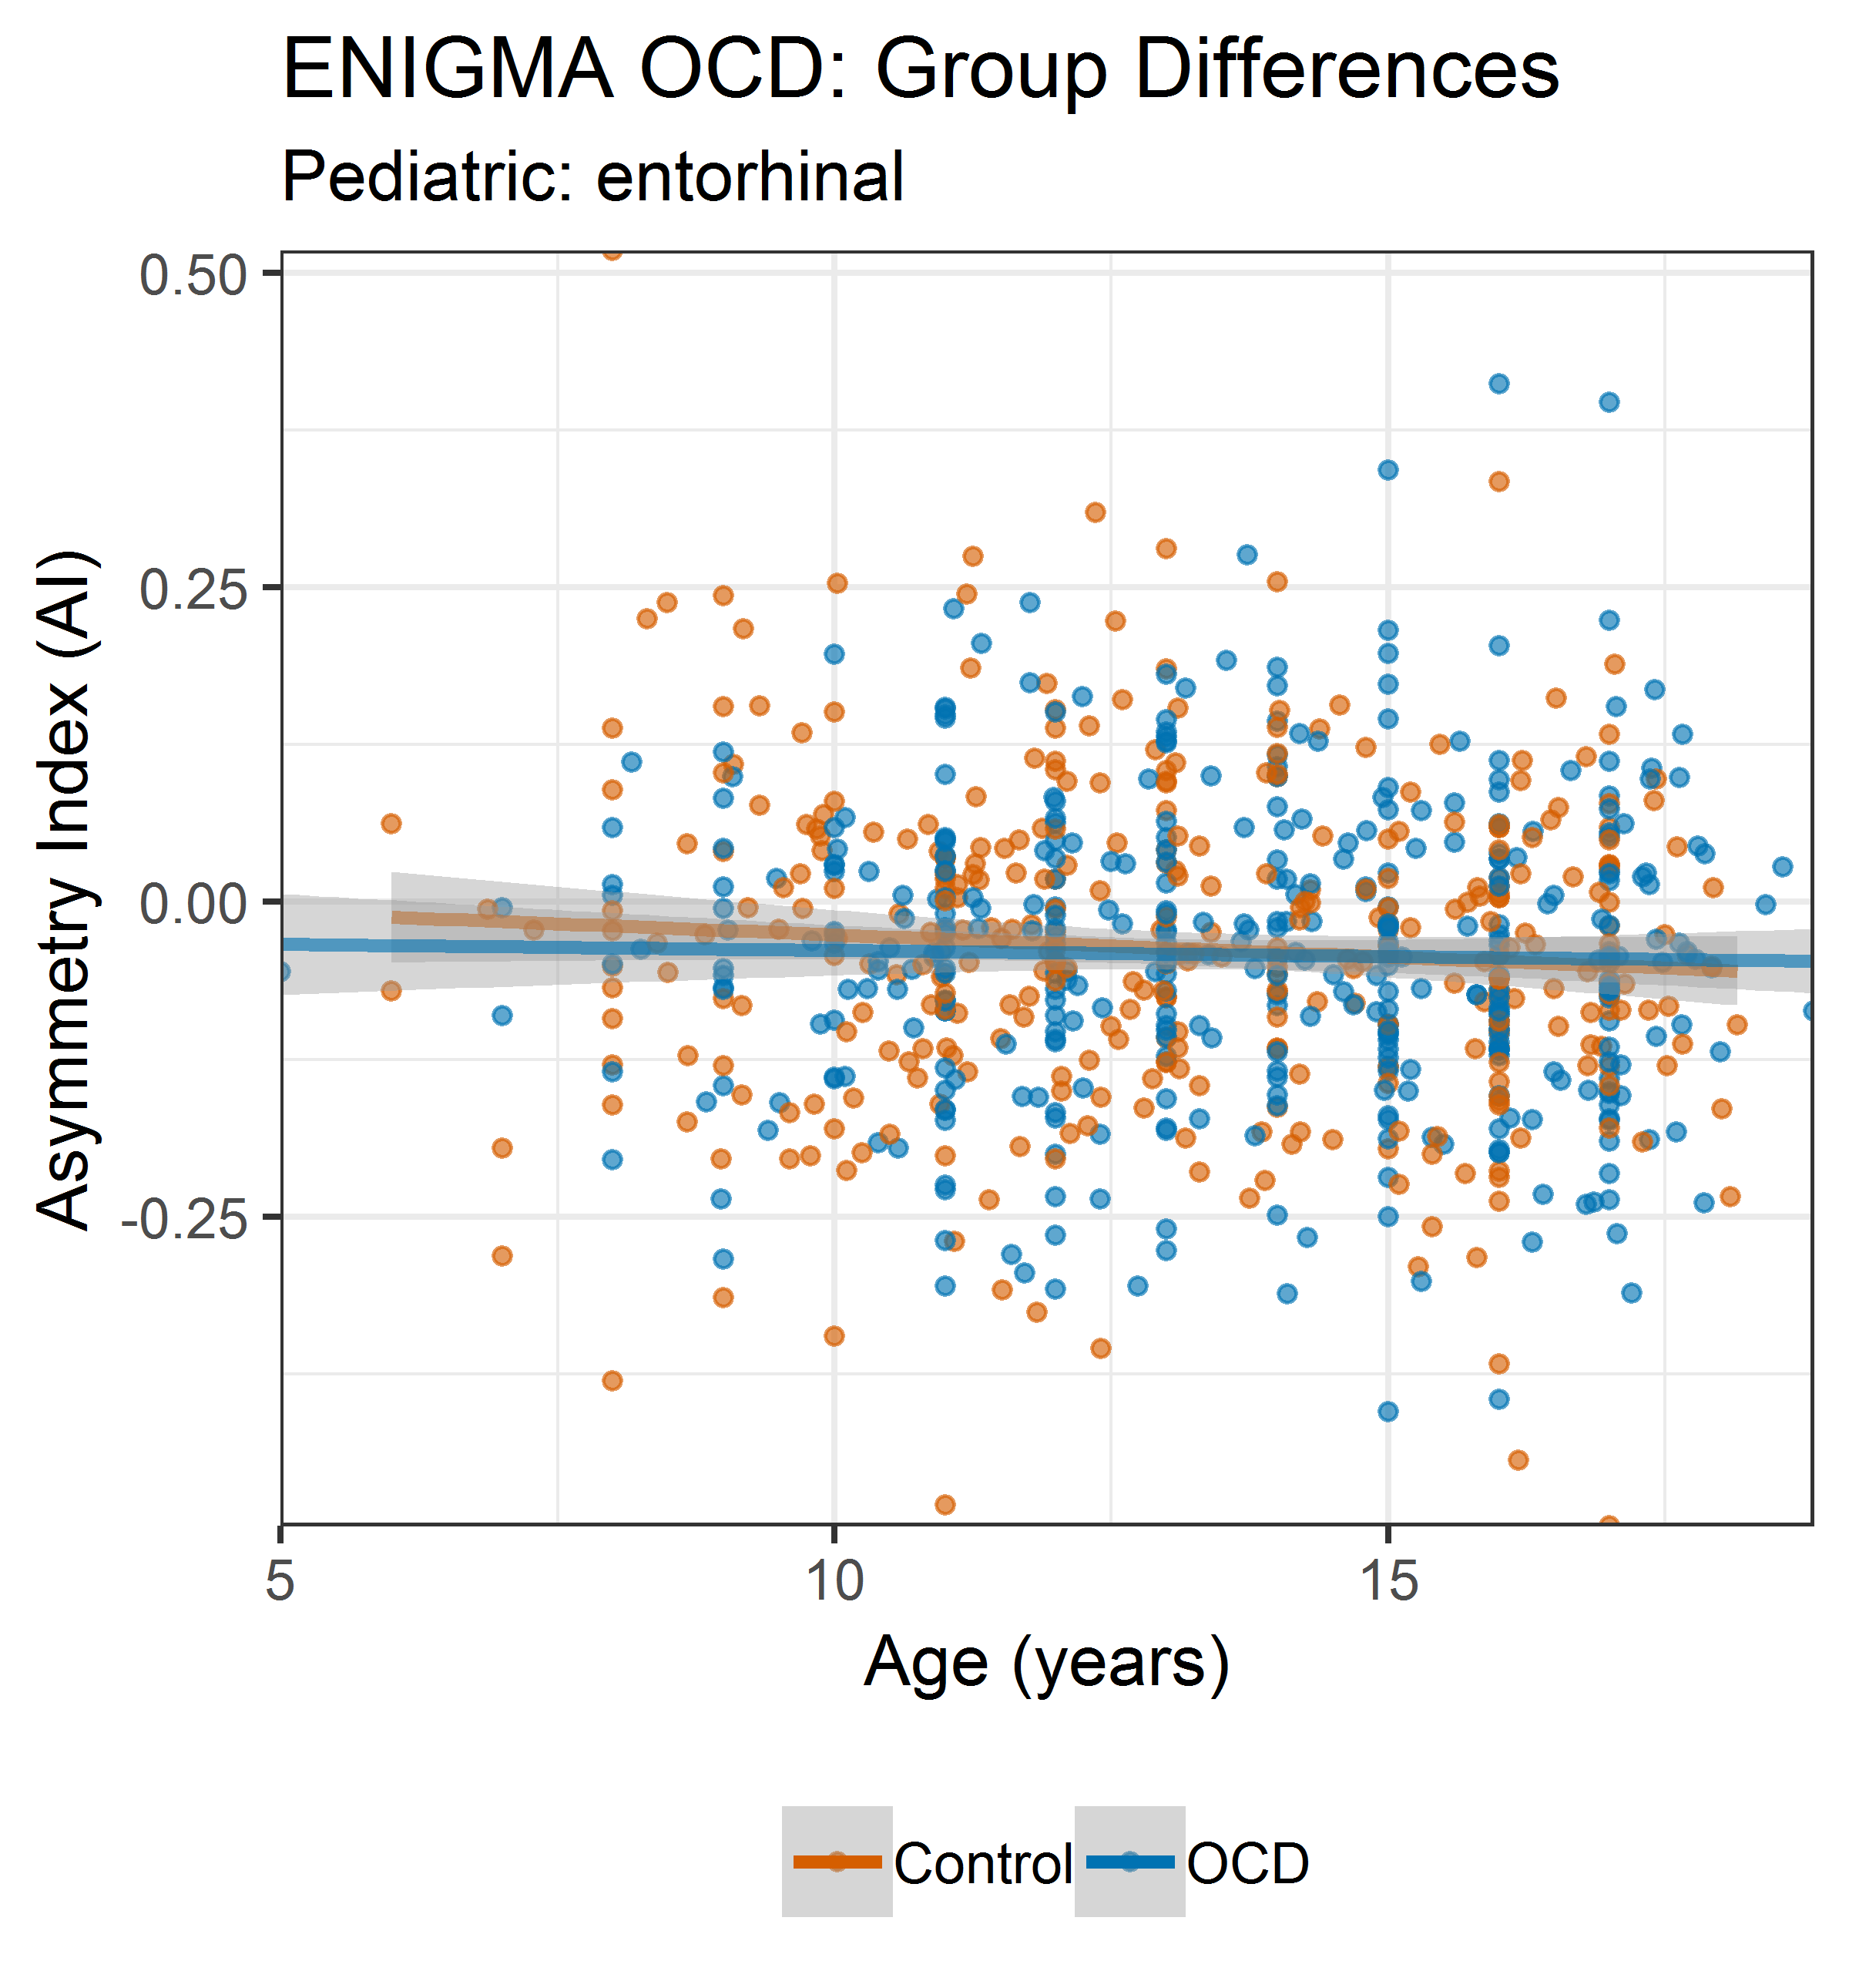 ENIGMA OCD: Group Differences
Pediatric: entorhinal
Asymmetry Index (AI)
0.50
0.25
0.00
-0.25
5 10 15
Age (years)
Control OCD